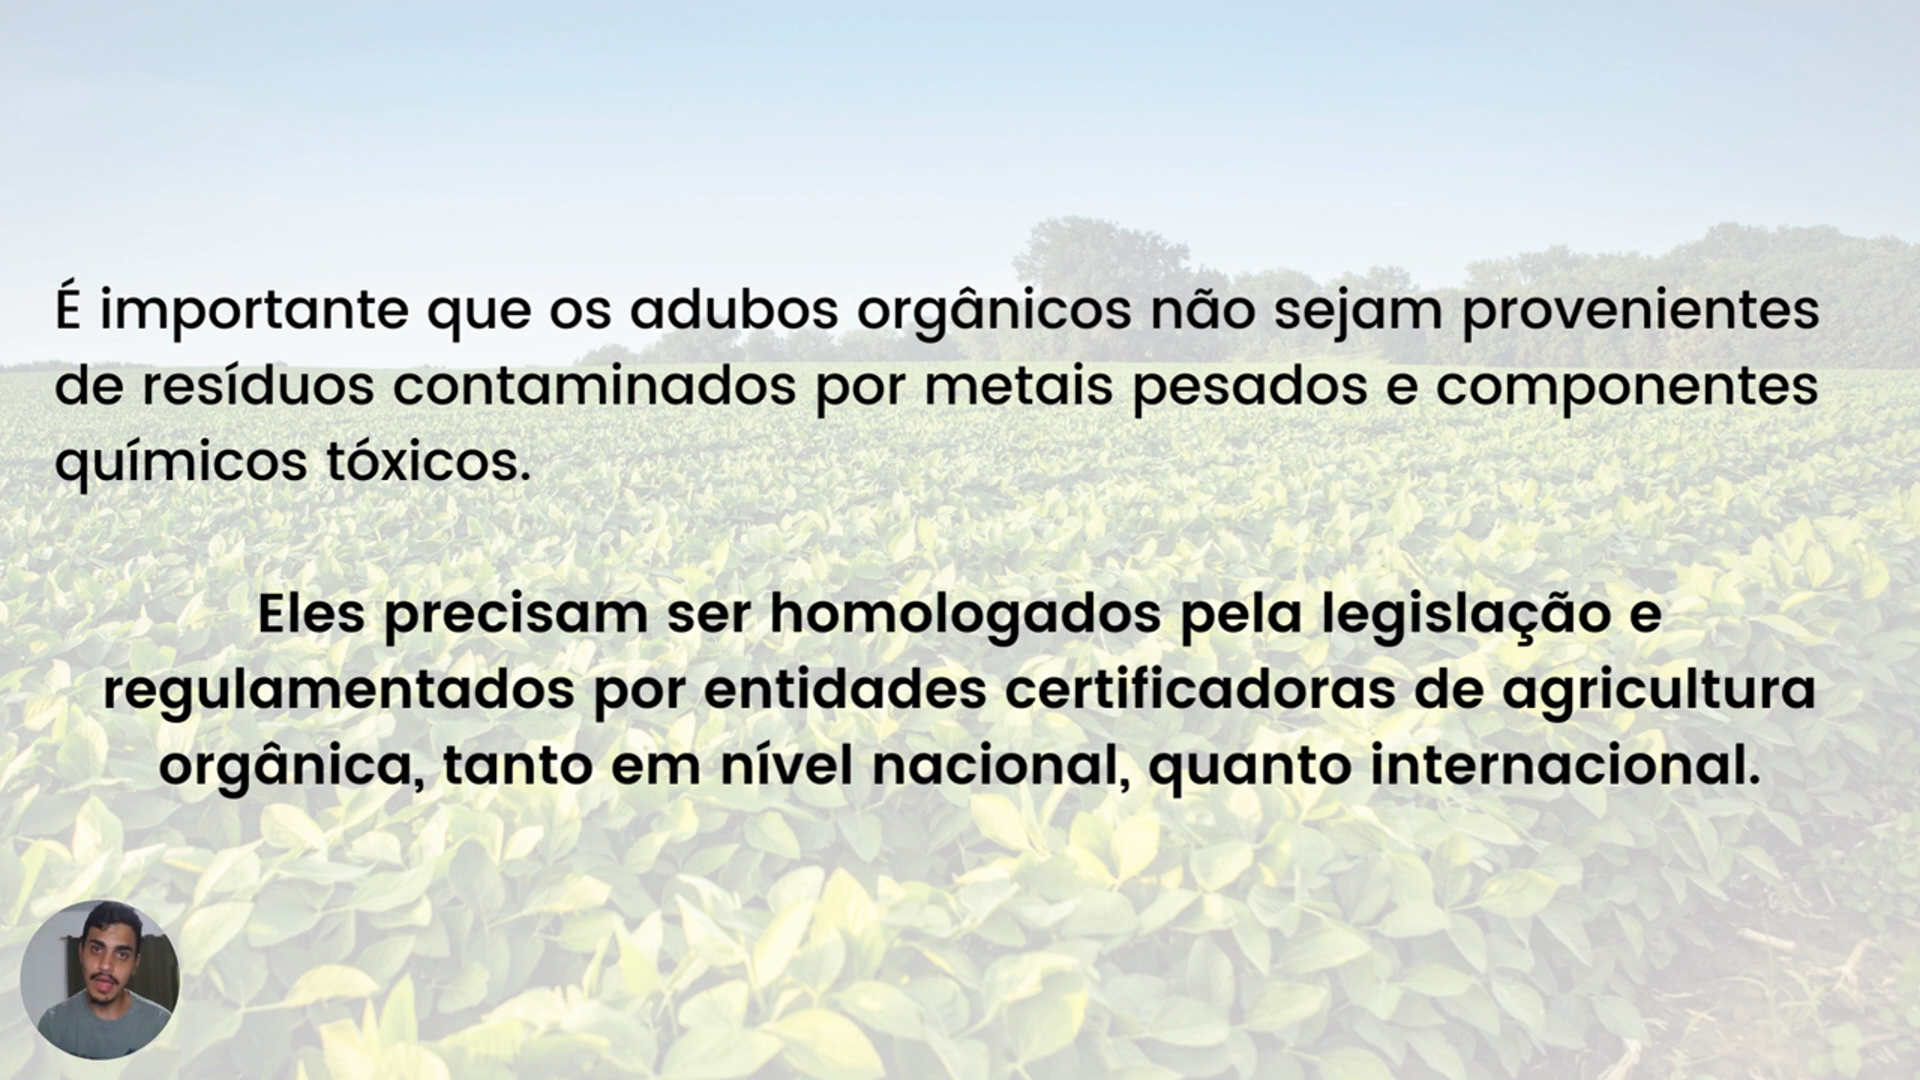 É importante que os adubos orgânicos não sejam provenientes
de resíduos contaminados por metais pesados e componentes
químicos tóxicos.
Eles precisam ser homologados pela legislação e
regulamentados por entidades certificadoras de agricultura
orgânica, tanto em nível nacional, quanto internacional.